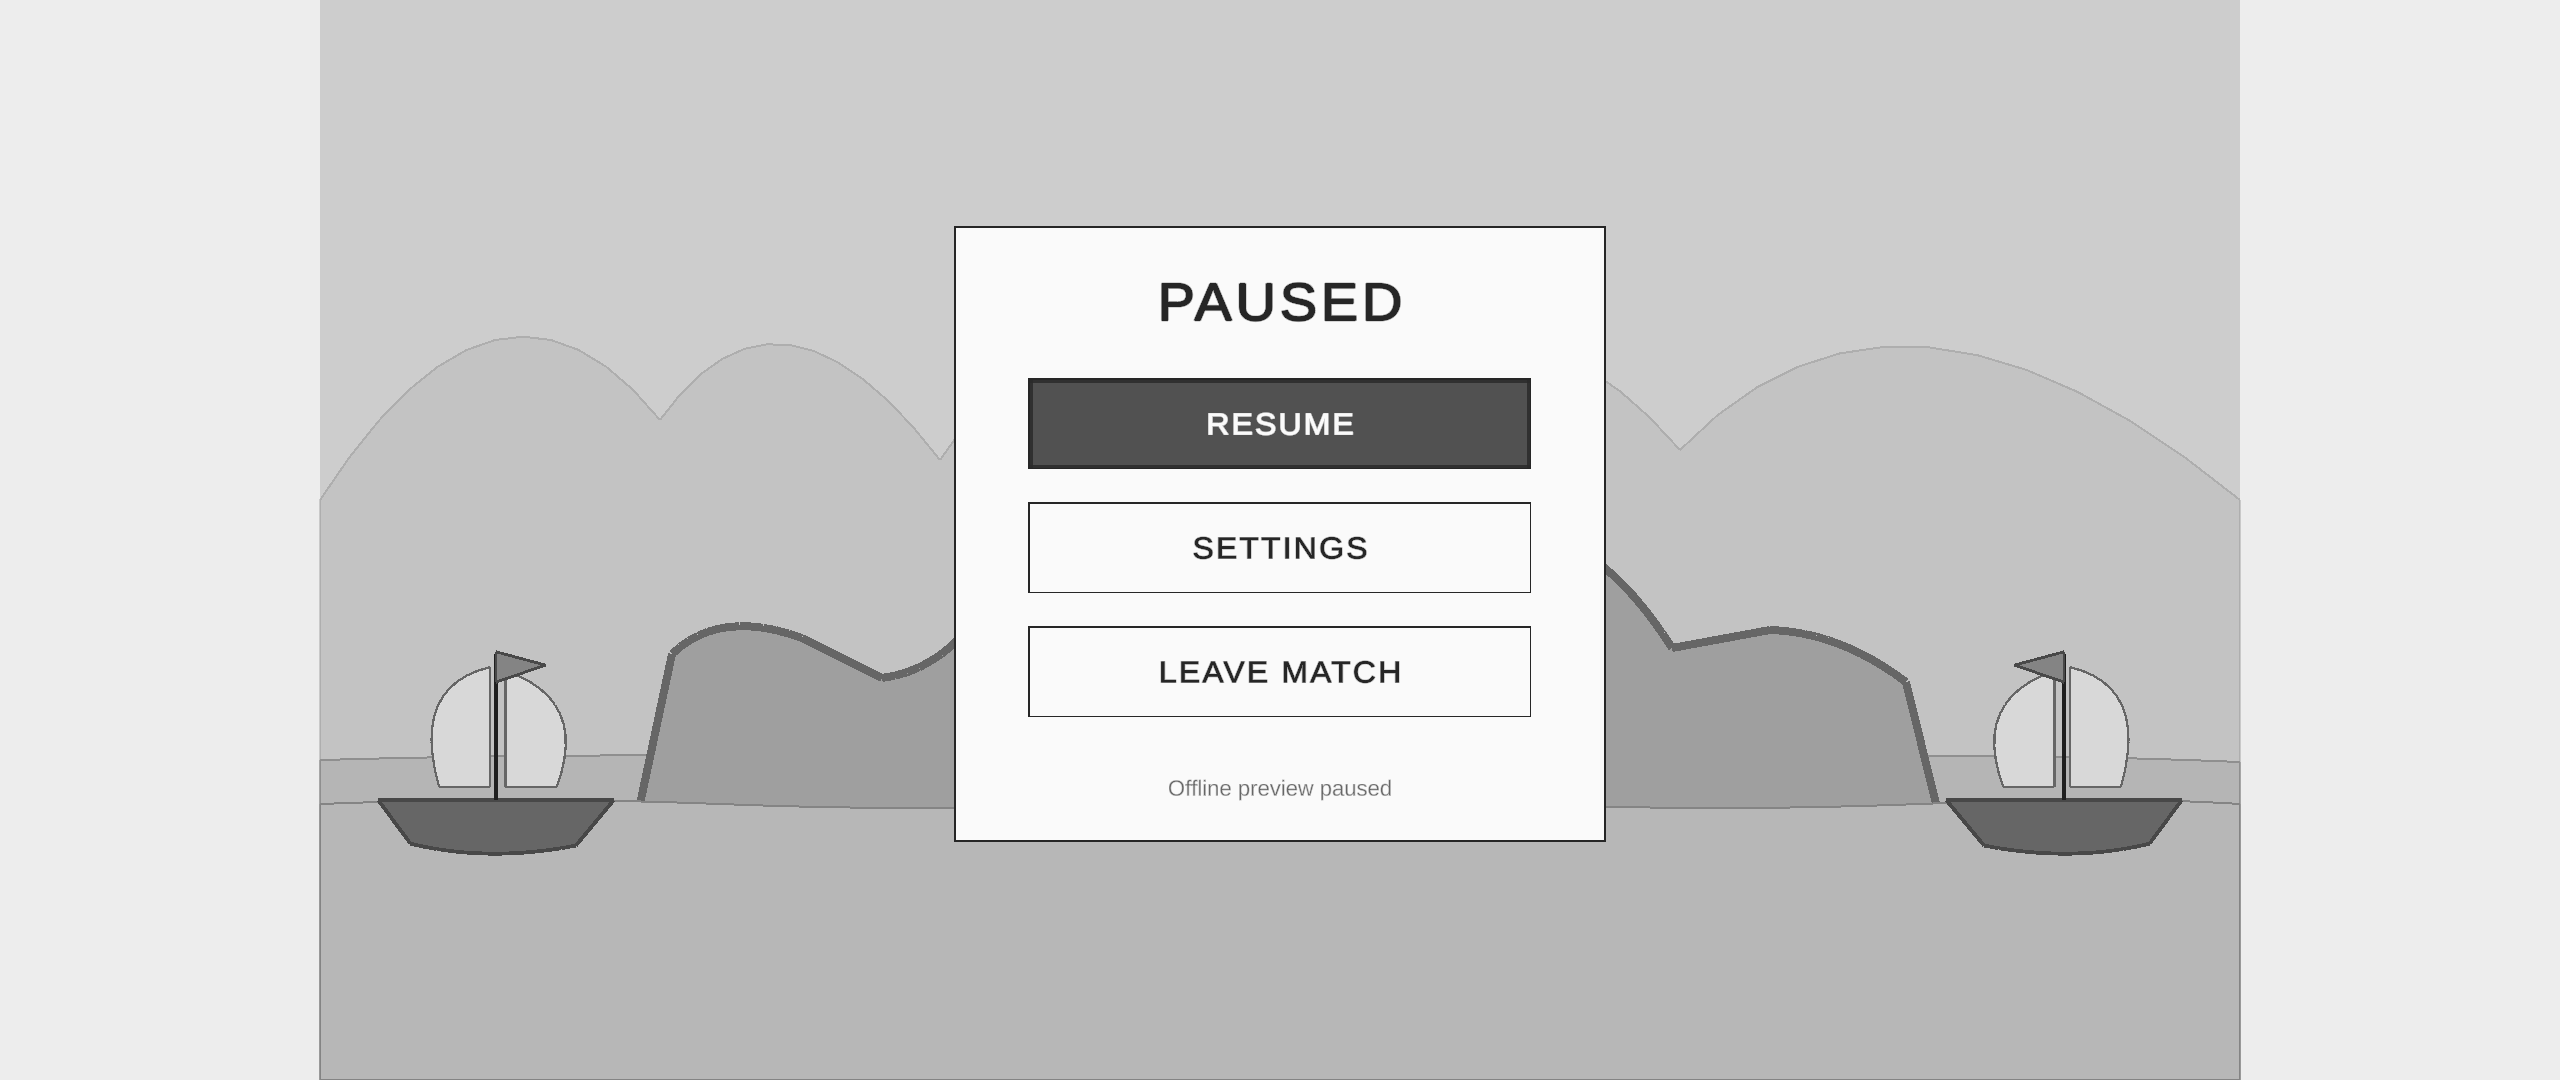 PAUSED
RESUME
SETTINGS
LEAVE MATCH
Offline preview paused